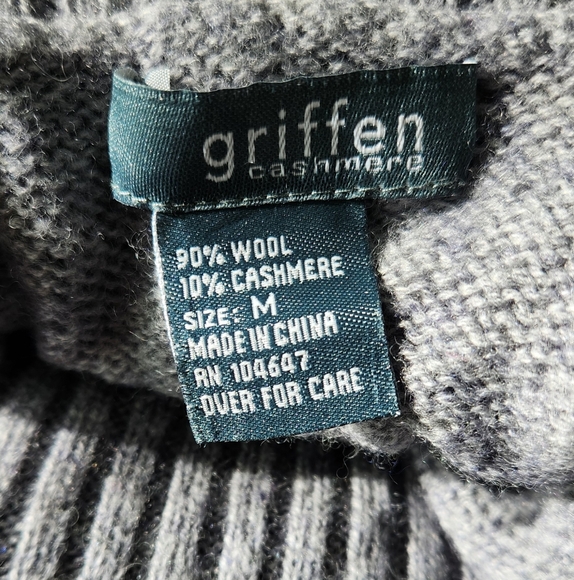 griffen
cashmere
90% WOOL
10% CASHMERE
SIZE: M
MADE IN CHINA
RN 104647
OVER FOR CARE